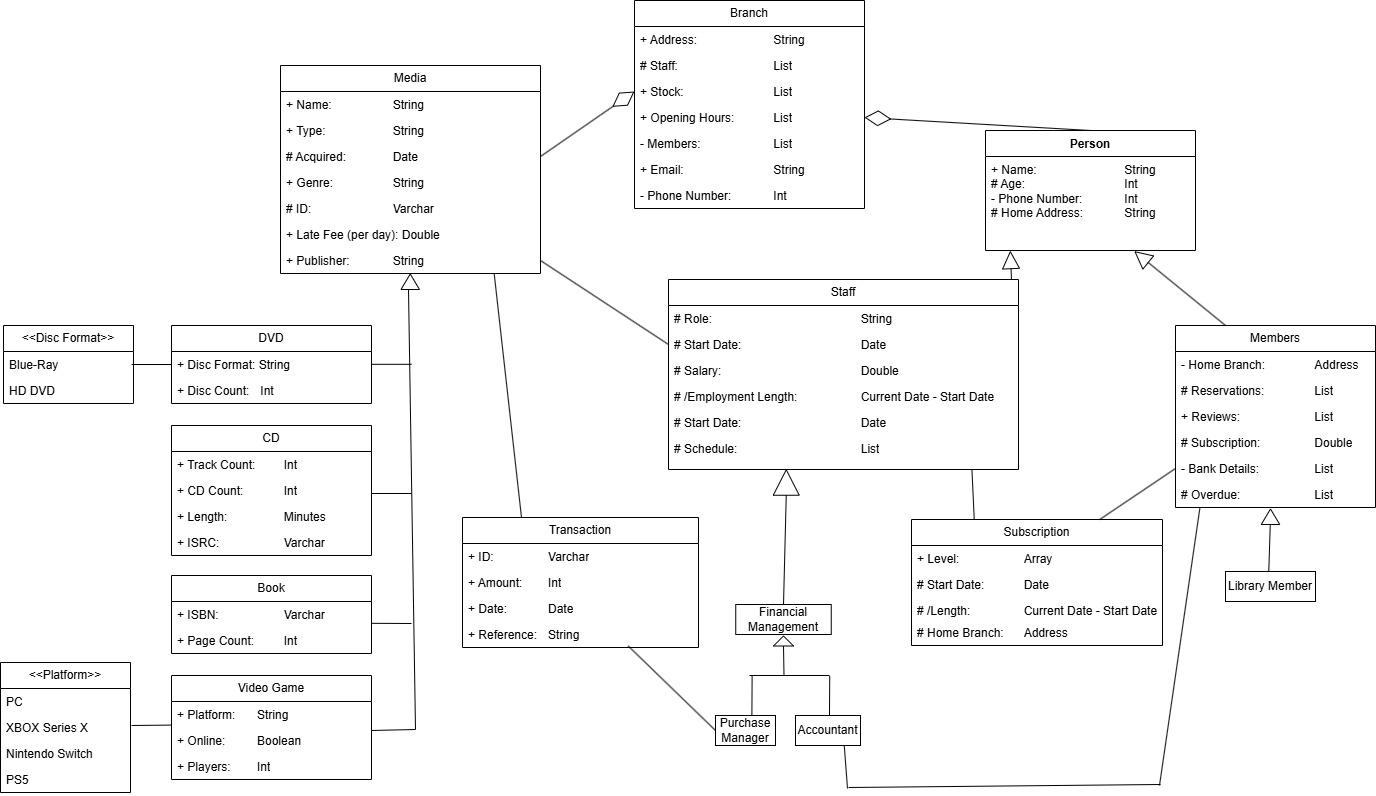 Branch
+ Address: String
# Staff: List
+ Stock: List
+ Opening Hours: List
- Members: List
+ Email: String
- Phone Number: Int
Media
+ Name: String
+ Type: String
# Acquired: Date
+ Genre: String
# ID: Varchar
+ Late Fee (per day): Double
+ Publisher: String
Person
+ Name: String
# Age: Int
- Phone Number: Int
# Home Address: String
Staff
# Role: String
# Start Date: Date
# Salary: Double
# /Employment Length: Current Date - Start Date
# Start Date: Date
# Schedule: List
Members
- Home Branch: Address
# Reservations: List
+ Reviews: List
# Subscription: Double
- Bank Details: List
# Overdue: List
<<Disc Format>>
Blue-Ray
HD DVD
DVD
+ Disc Format: String
+ Disc Count: Int
CD
+ Track Count: Int
+ CD Count: Int
+ Length: Minutes
+ ISRC: Varchar
Book
+ ISBN: Varchar
+ Page Count: Int
<<Platform>>
PC
XBOX Series X
Nintendo Switch
PS5
Video Game
+ Platform: String
+ Online: Boolean
+ Players: Int
Transaction
+ ID: Varchar
+ Amount: Int
+ Date: Date
+ Reference: String
Subscription
+ Level: Array
# Start Date: Date
# /Length: Current Date - Start Date
# Home Branch: Address
Library Member
Financial
Management
Purchase
Manager
Accountant